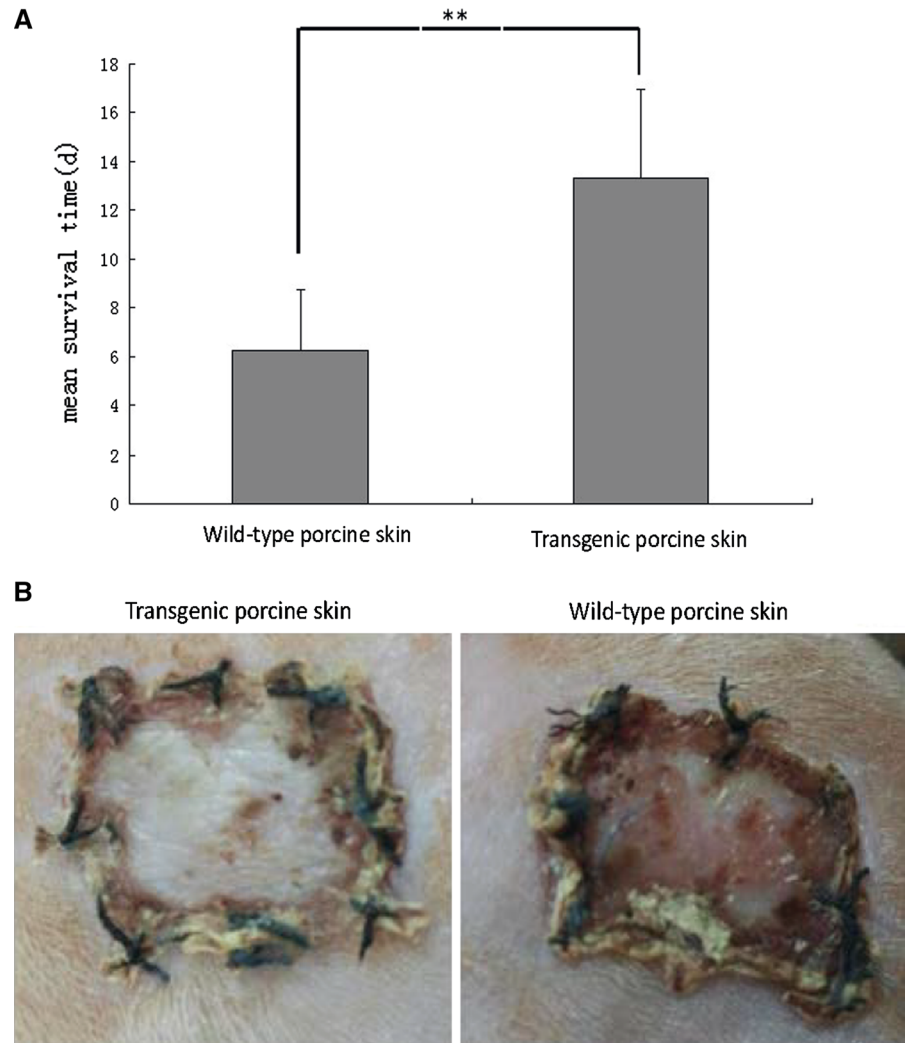 A
**
18
16
14
12
10
8
6
4
2
0
mean survival time(d)
Wild-type porcine skin
Transgenic porcine skin
B
Transgenic porcine skin
Wild-type porcine skin